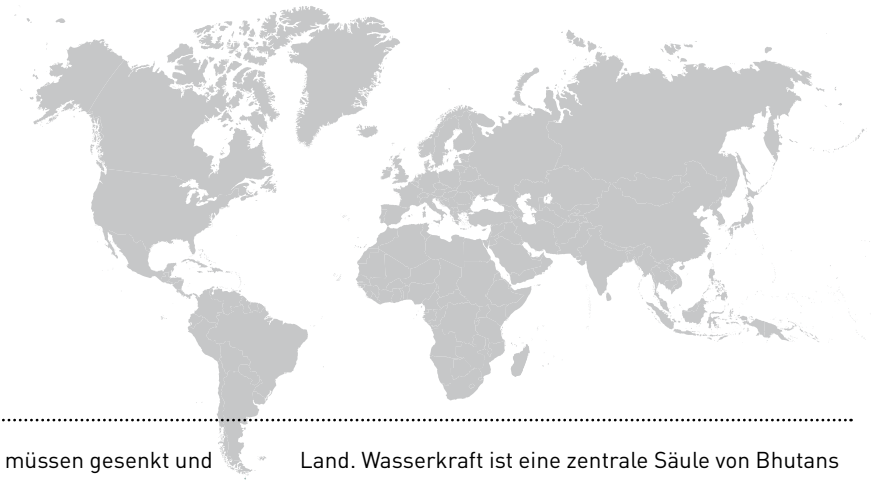 müssen gesenkt und
Land. Wasserkraft ist eine zentrale Säule von Bhutans